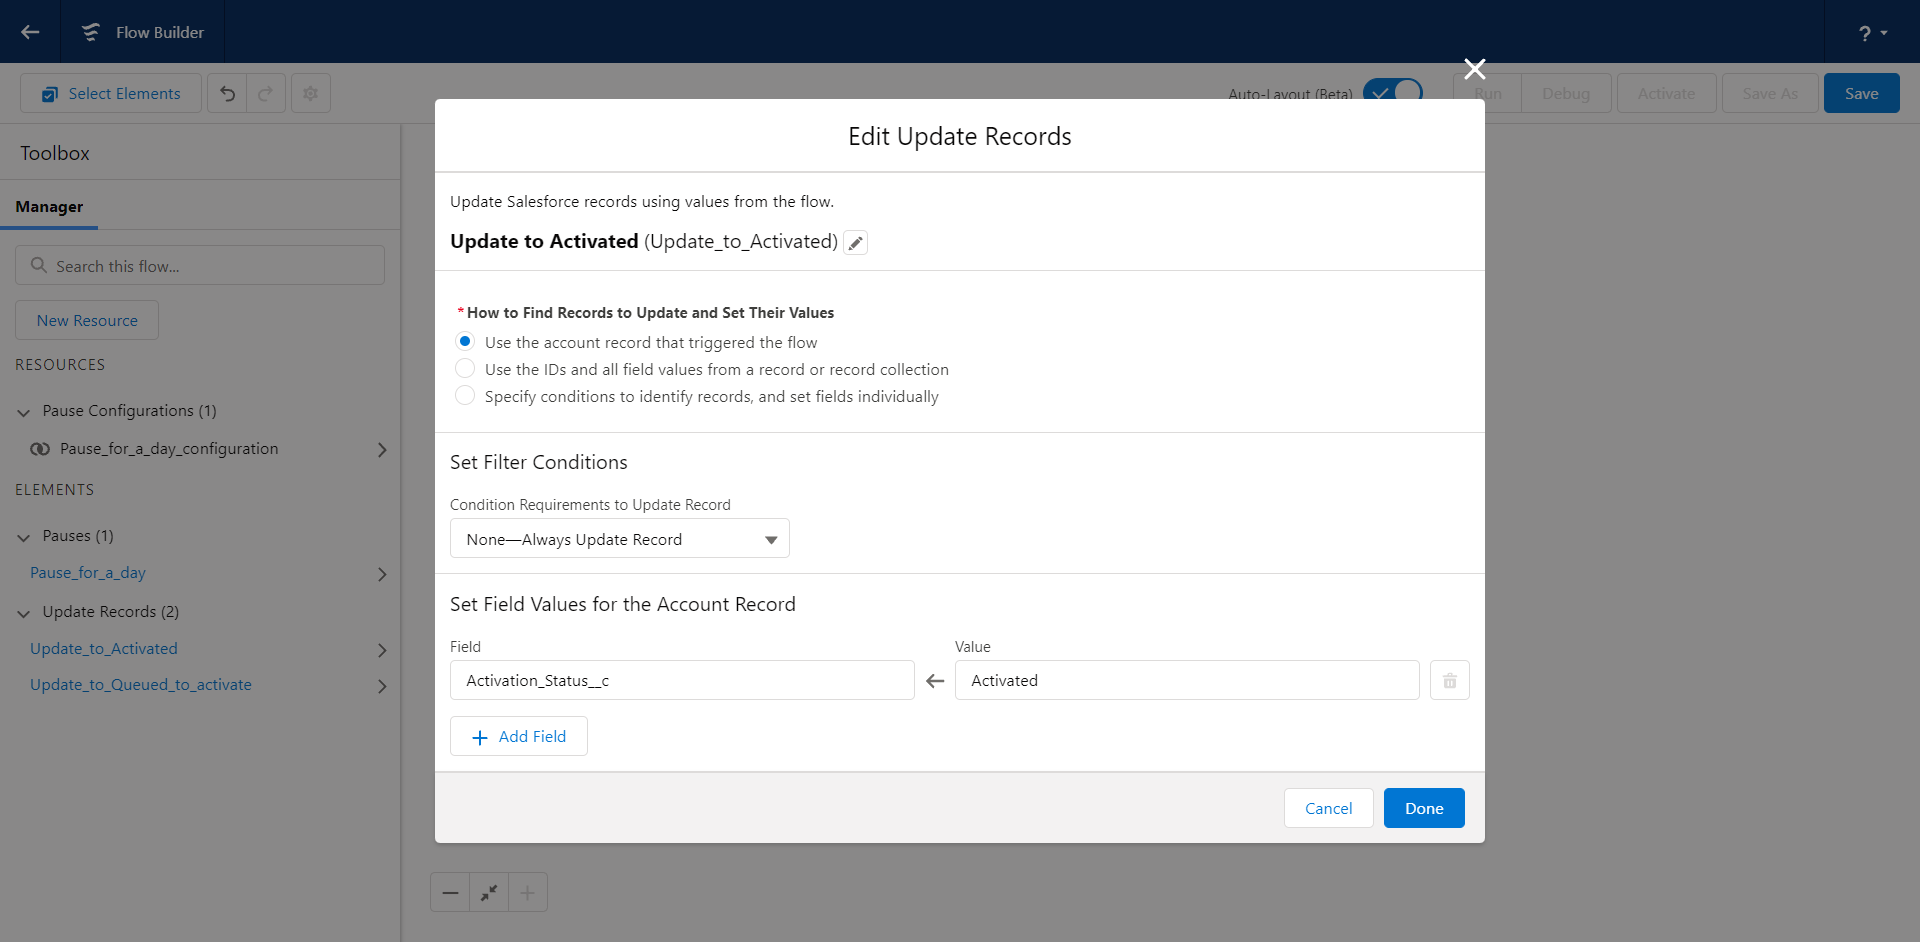 Flow Builder
?
Select Elements
Auto-Layout (Beta)
Run
Debug
Activate
Save As
Save
Toolbox
Manager
Search this flow...
New Resource
RESOURCES
Pause Configurations (1)
Pause_for_a_day_configuration
ELEMENTS
Pauses (1)
Pause_for_a_day
Update Records (2)
Update_to_Activated
Update_to_Queued_to_activate
Edit Update Records
Update Salesforce records using values from the flow.
Update to Activated (Update_to_Activated)
*How to Find Records to Update and Set Their Values
Use the account record that triggered the flow
Use the IDs and all field values from a record or record collection
Specify conditions to identify records, and set fields individually
Set Filter Conditions
Condition Requirements to Update Record
None—Always Update Record
Set Field Values for the Account Record
Field
Value
Activation_Status__c
Activated
Add Field
Cancel
Done